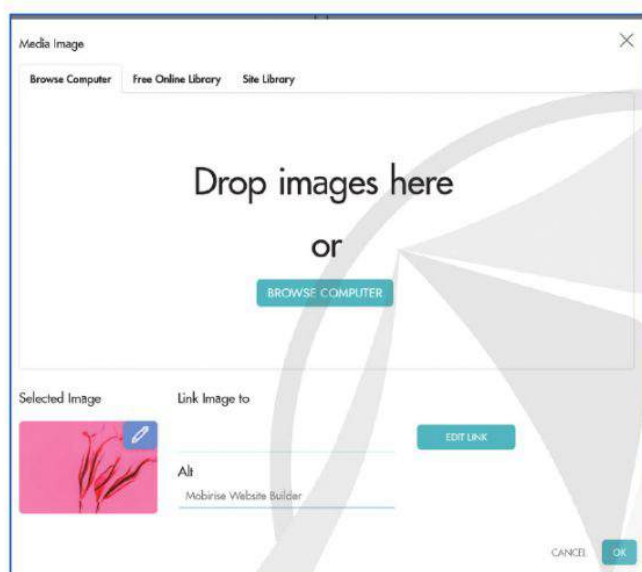 Media Image
Browse Computer Free Online Library Site Library
Drop images here
or
BROWSE COMPUTER
Selected Image Link Image to
EDIT LINK
Alt
Mobirise Website Builder
CANCEL OK